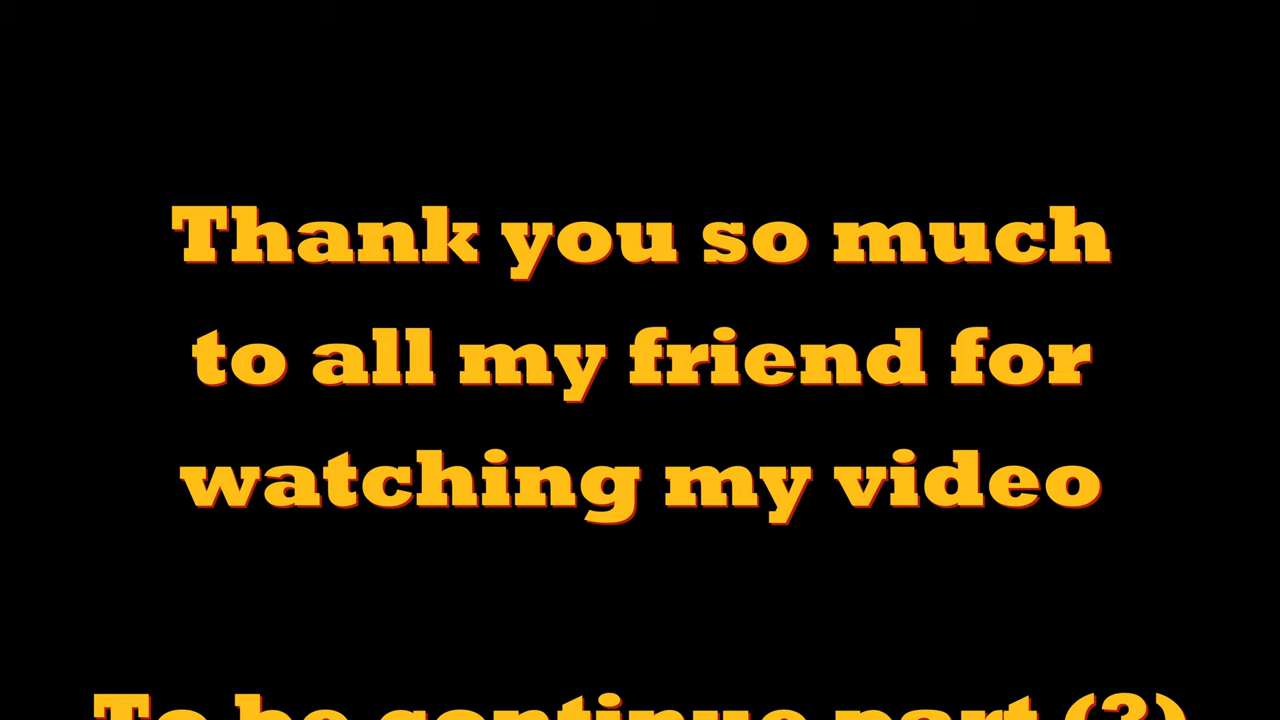 Thank you so much
to all my friend for
watching my video
To be continue part